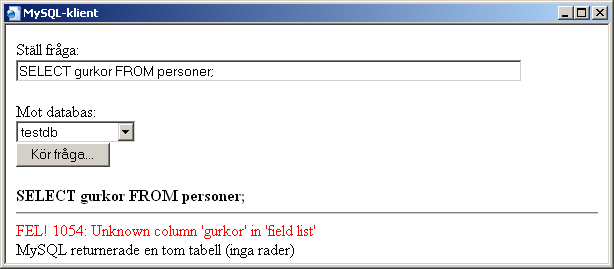 MySQL-klient
Ställ fråga:
SELECT gurkor FROM personer;
Mot databas:
testdb
Kör fråga...
SELECT gurkor FROM personer;
FEL! 1054: Unknown column 'gurkor' in 'field list'
MySQL returnerade en tom tabell (inga rader)